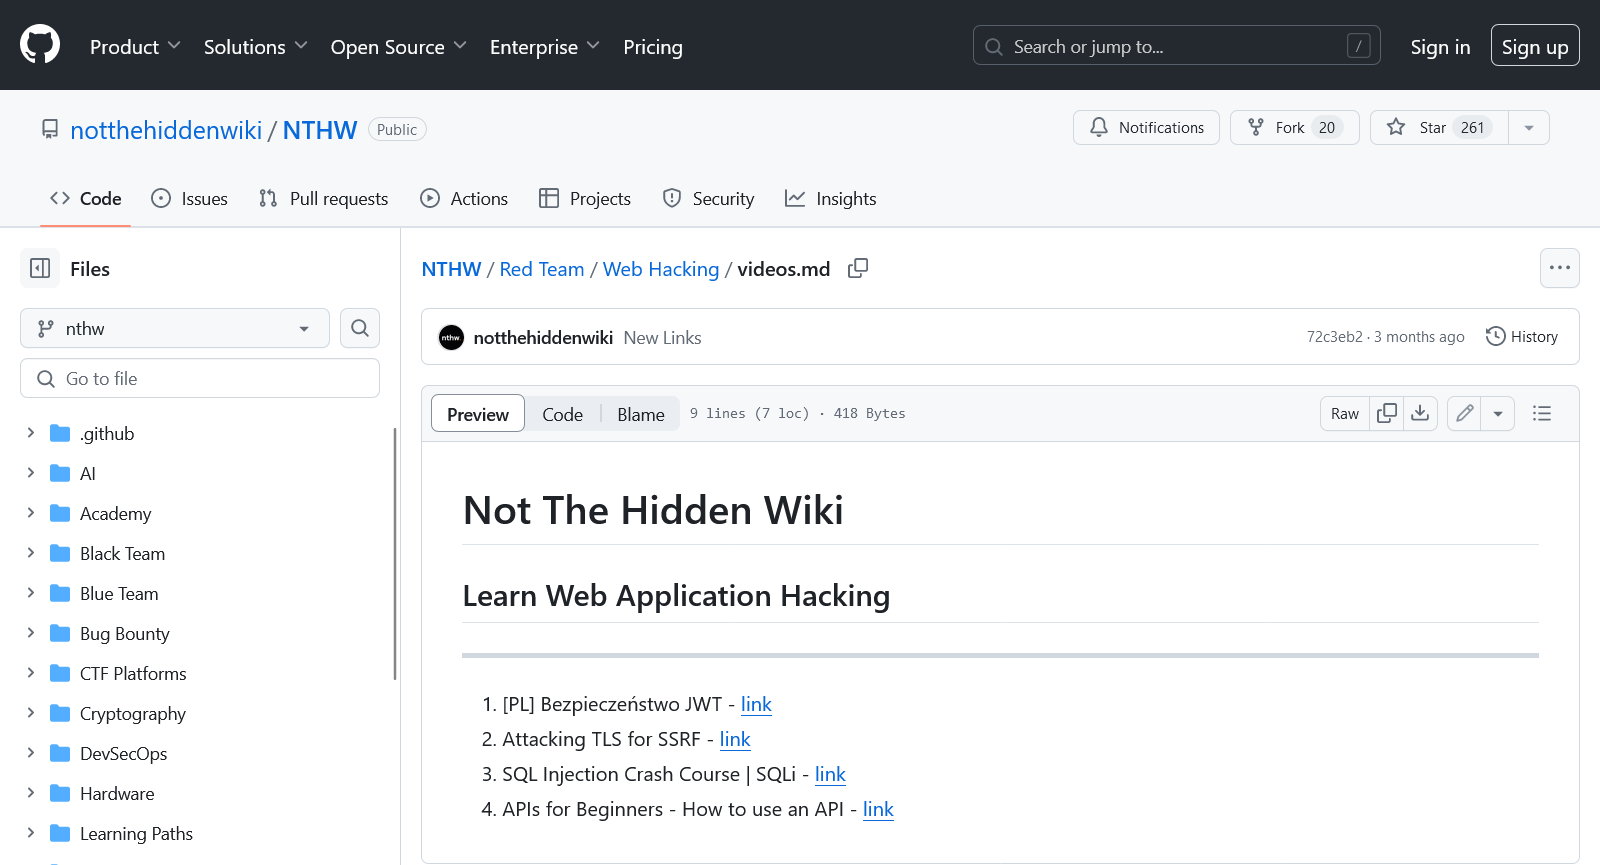 Product Solutions Open Source Enterprise Pricing Search or jump to... / Sign in Sign up
notthehiddenwiki / NTHW Public Notifications Fork 20 Star 261
Code Issues Pull requests Actions Projects Security Insights
Files
nthw
Go to file
.github
AI
Academy
Black Team
Blue Team
Bug Bounty
CTF Platforms
Cryptography
DevSecOps
Hardware
Learning Paths
NTHW / Red Team / Web Hacking / videos.md
nthw notthehiddenwiki New Links 72c3eb2 · 3 months ago History
Preview Code Blame 9 lines (7 loc) · 418 Bytes Raw
Not The Hidden Wiki
Learn Web Application Hacking
1. [PL] Bezpieczeństwo JWT - link
2. Attacking TLS for SSRF - link
3. SQL Injection Crash Course | SQLi - link
4. APIs for Beginners - How to use an API - link